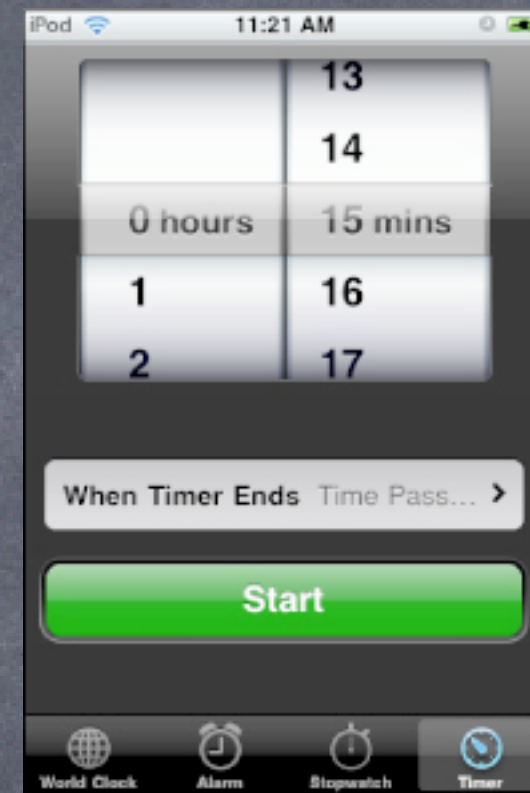 iPod 11:21 AM
13
14
0 hours 15 mins
1 16
2 17
When Timer Ends Time Pass... >
Start
World Clock Alarm Stopwatch Timer